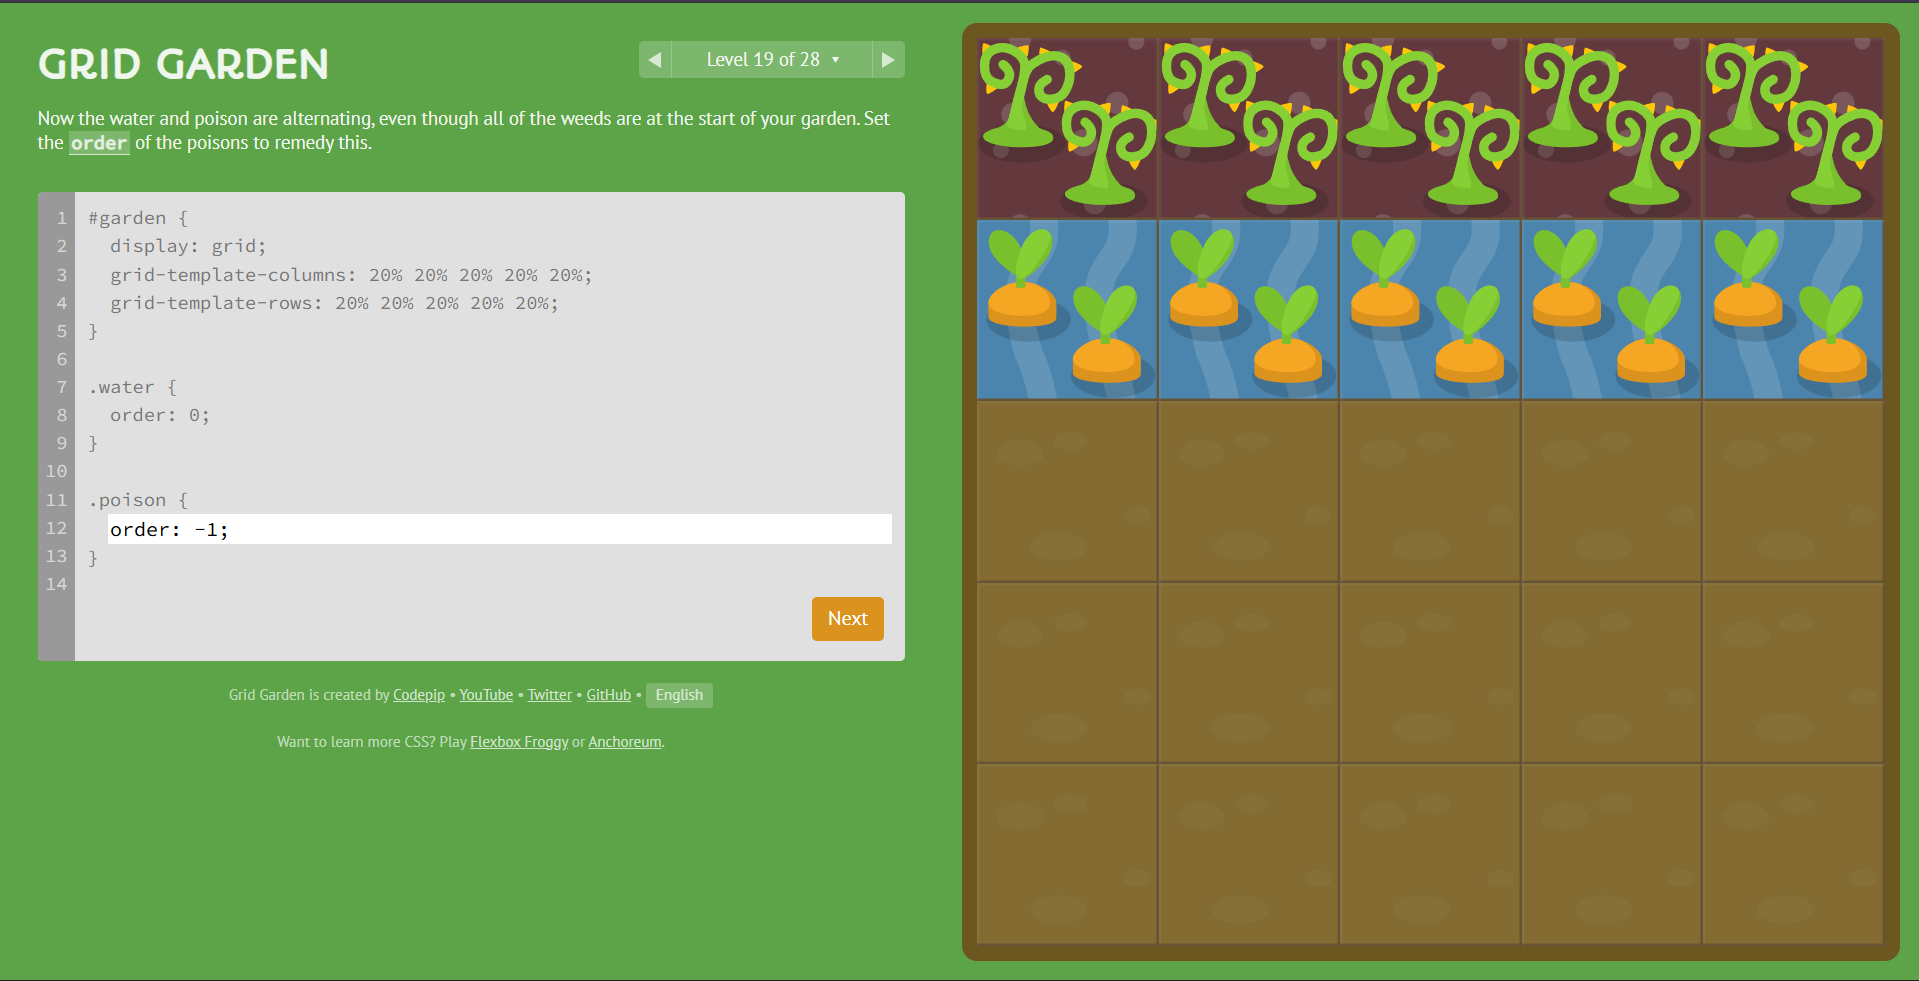 GRID GARDEN
◀ Level 19 of 28 ▾ ▶
Now the water and poison are alternating, even though all of the weeds are at the start of your garden. Set
the order of the poisons to remedy this.
1 #garden {
2   display: grid;
3   grid-template-columns: 20% 20% 20% 20% 20%;
4   grid-template-rows: 20% 20% 20% 20% 20%;
5 }
6
7 .water {
8   order: 0;
9 }
10
11 .poison {
12   order: -1;
13 }
14
Next
Grid Garden is created by Codepip • YouTube • Twitter • GitHub • English
Want to learn more CSS? Play Flexbox Froggy or Anchoreum.